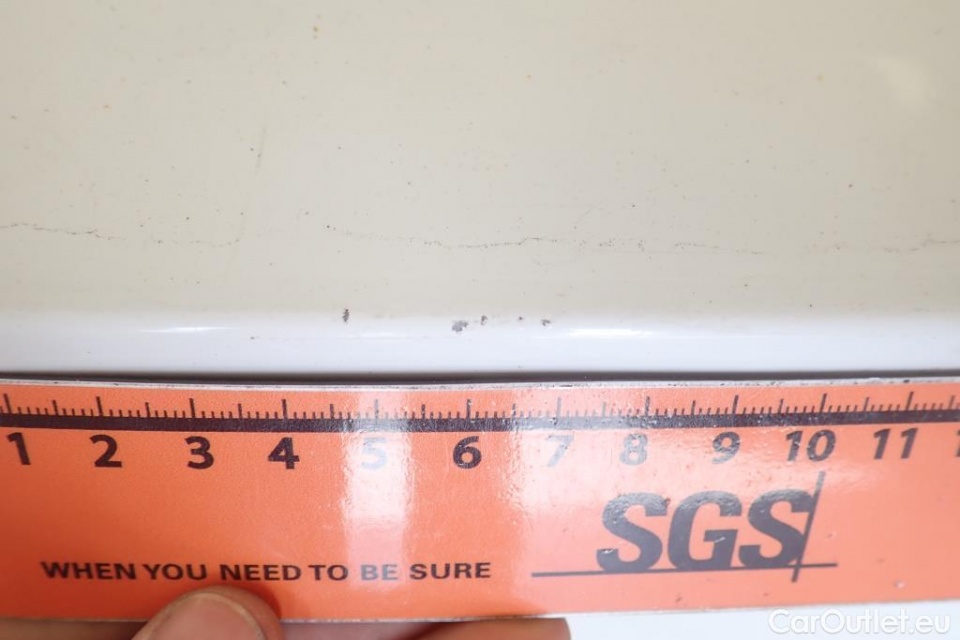 1 2 3 4 5 6 7 8 9 10 11
SGS
WHEN YOU NEED TO BE SURE
CarOutlet.eu